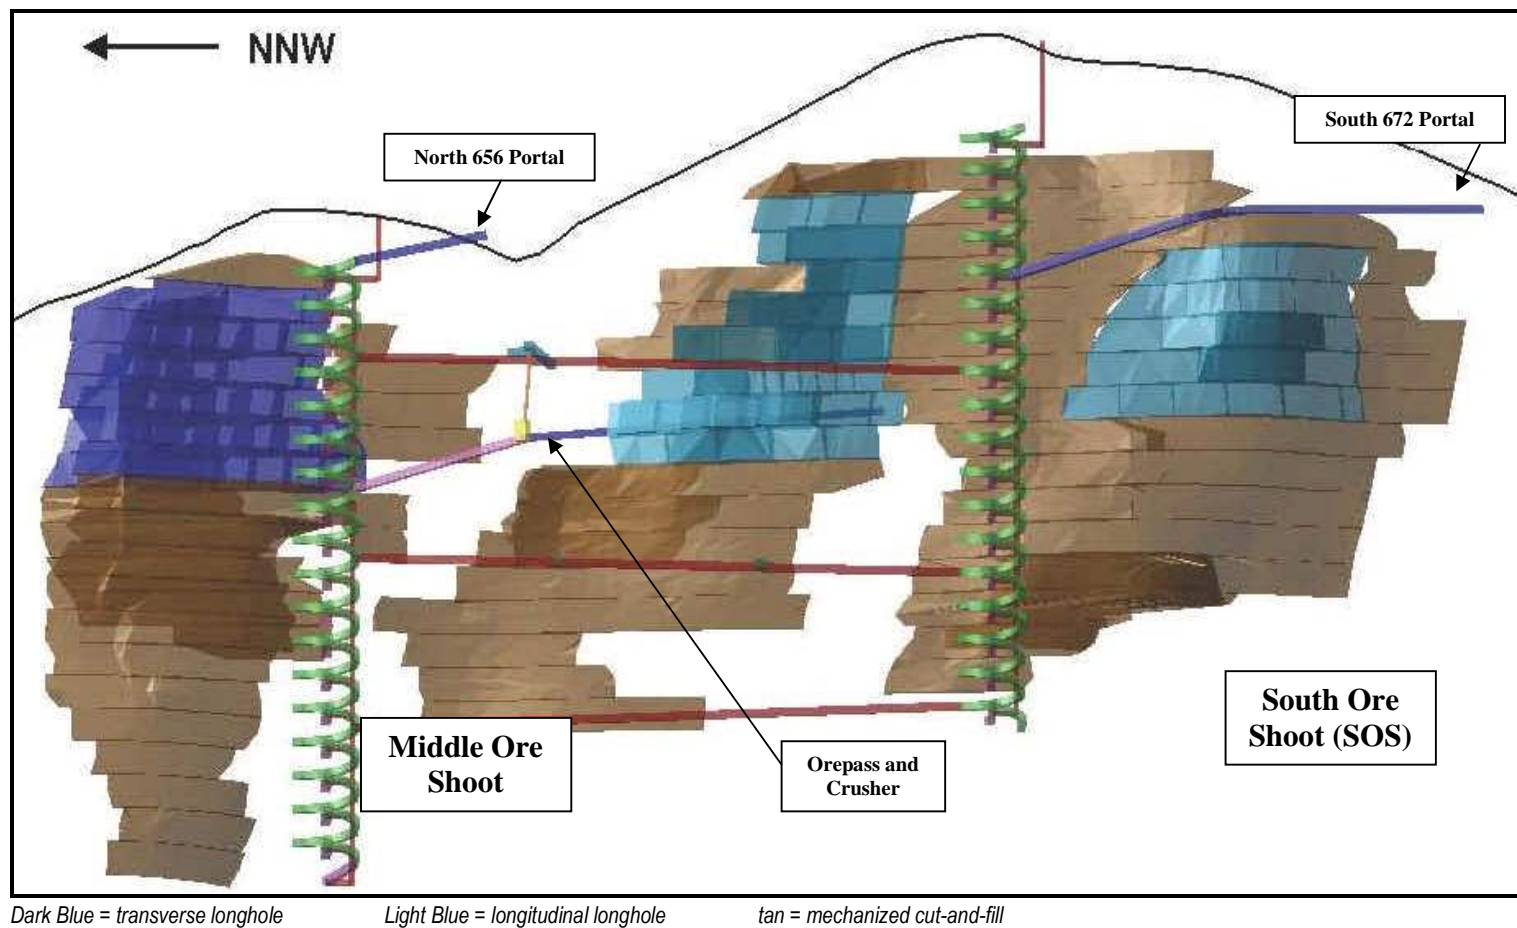 NNW
North 656 Portal
South 672 Portal
Middle Ore
Shoot
Orepass and
Crusher
South Ore
Shoot (SOS)
Dark Blue = transverse longhole Light Blue = longitudinal longhole tan = mechanized cut-and-fill